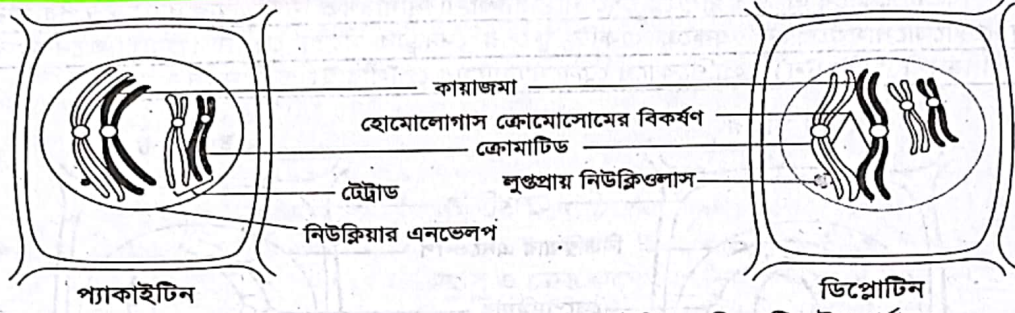 কায়াজমা
হোমোলোগাস ক্রোমোসোমের বিকর্ষণ
ক্রোমাটিড
লুপ্তপ্রায় নিউক্লিওলাস
টেট্রাড
নিউক্লিয়ার এনভেলপ
প্যাকাইটিন
ডিপ্লোটিন